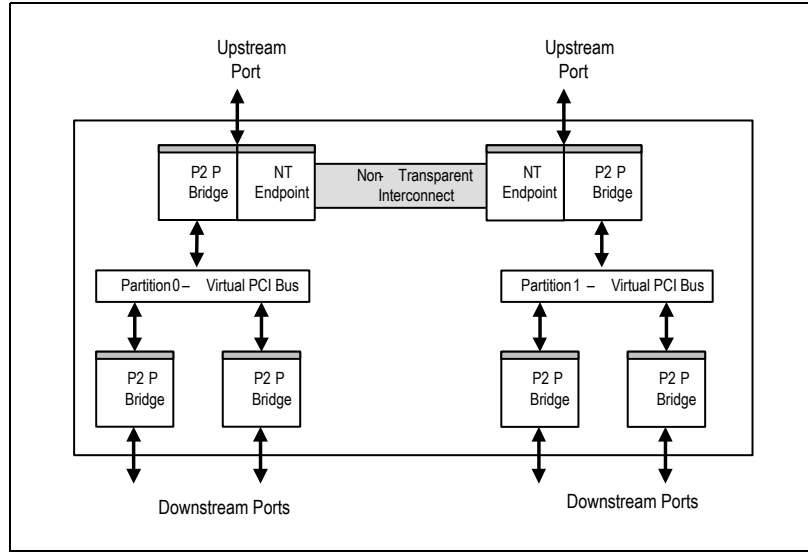 Upstream
Port
Upstream
Port
P2 P
Bridge
NT
Endpoint
Non- Transparent
Interconnect
NT
Endpoint
P2 P
Bridge
Partition 0 – Virtual PCI Bus
Partition 1 – Virtual PCI Bus
P2 P
Bridge
P2 P
Bridge
P2 P
Bridge
P2 P
Bridge
Downstream Ports
Downstream Ports